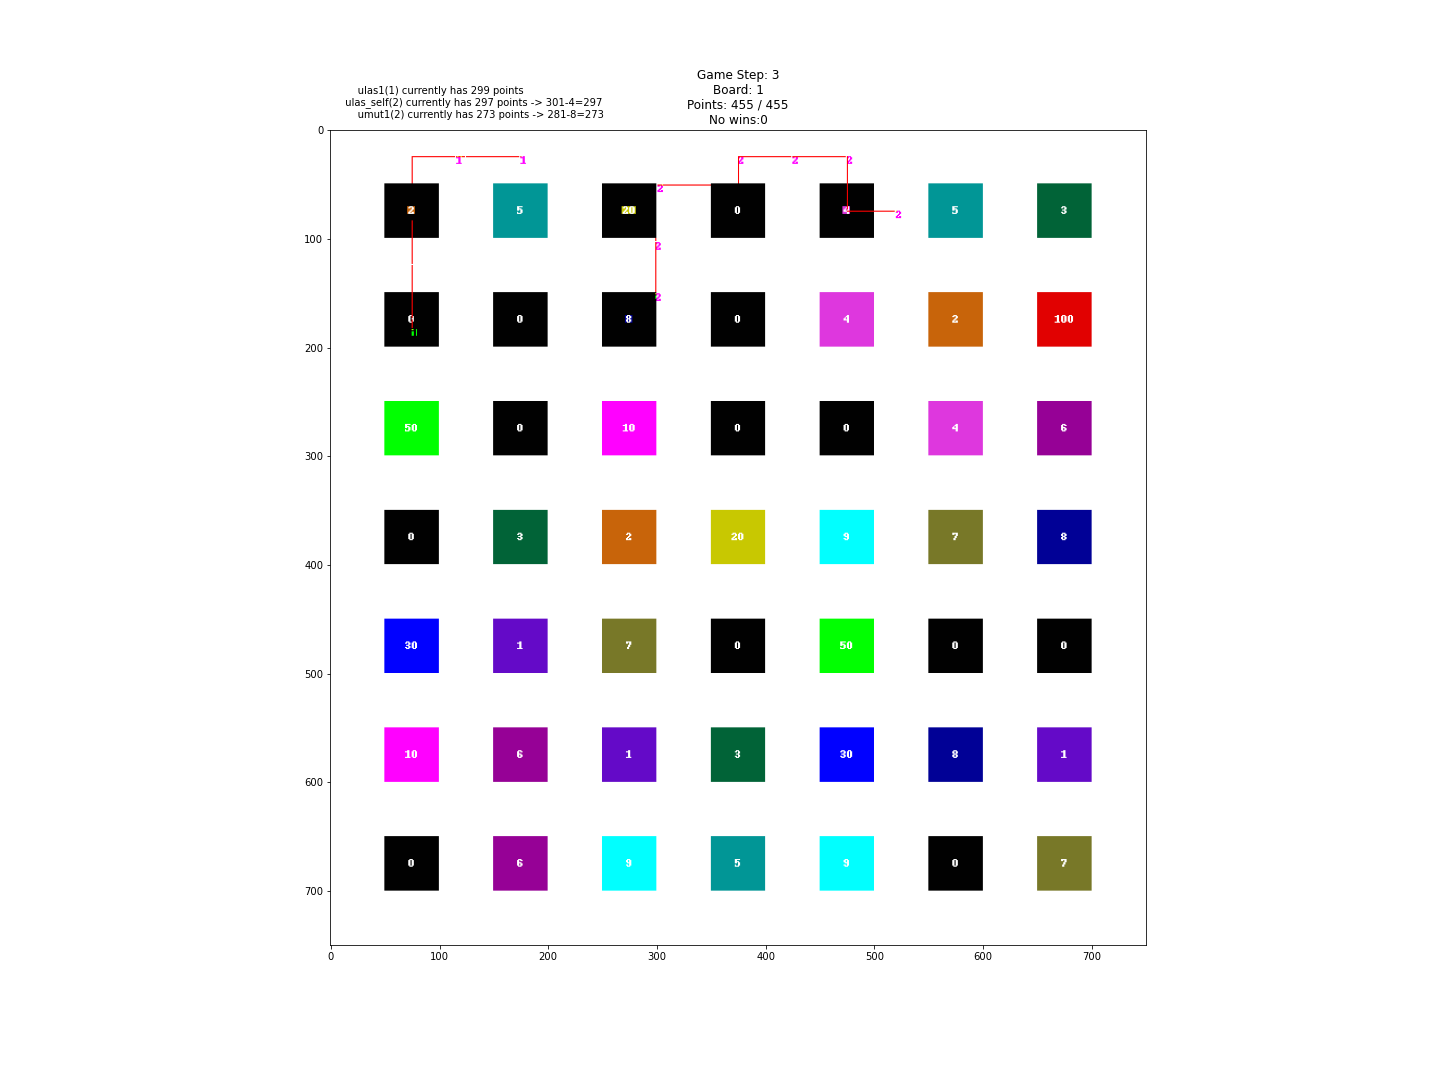 Game Step: 3
ulas1(1) currently has 299 points
Board: 1
ulas_self(2) currently has 297 points -> 301-4=297
Points: 455 / 455
umut1(2) currently has 273 points -> 281-8=273
No wins:0
0
1 1 2 2 2
2 2
2 5 20 0 5 3
100
2
2
0 8 0 4 2 100
200
50 0 10 0 0 4 6
300
0 3 2 20 9 7 8
400
30 1 7 0 50 0 0
500
10 6 1 3 30 8 1
600
0 6 9 5 9 0 7
700
0 100 200 300 400 500 600 700